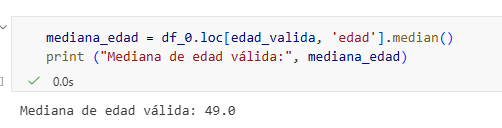 mediana_edad = df_0.loc[edad_valida, 'edad'].median()
print ("Mediana de edad válida:", mediana_edad)
0.0s
Mediana de edad válida: 49.0